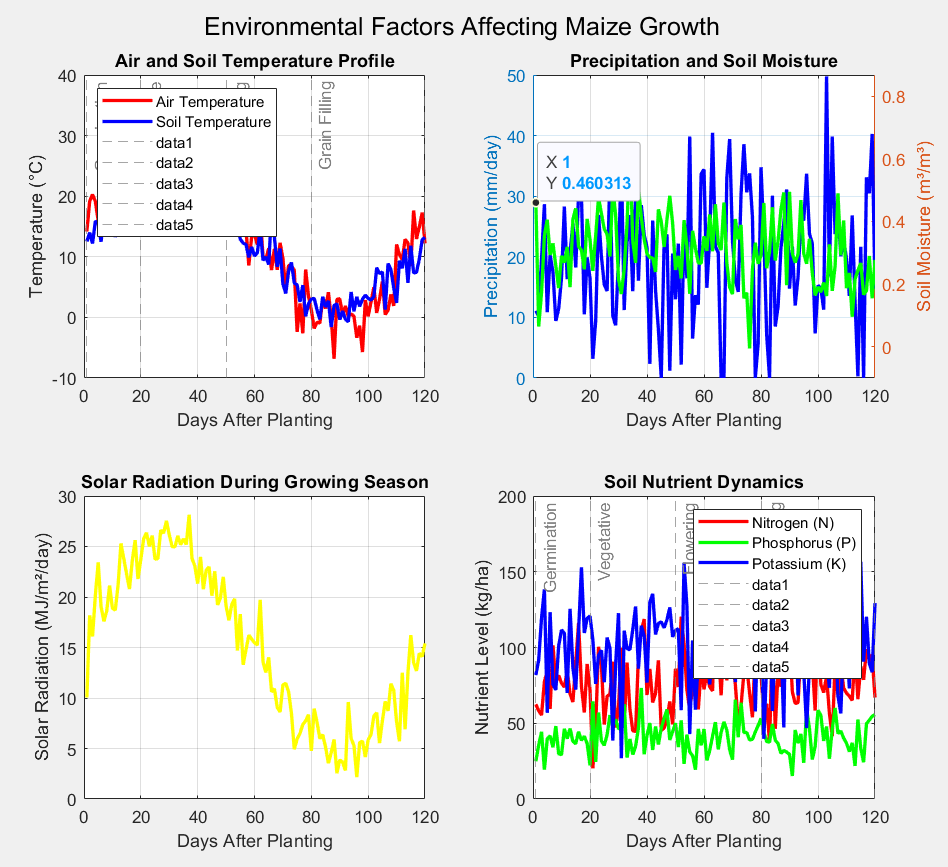 Environmental Factors Affecting Maize Growth
Air and Soil Temperature Profile
40
30
20
10
0
-10
Temperature (°C)
Air Temperature
Soil Temperature
data1
data2
data3
data4
data5
Grain Filling
0
20
40
60
80
100
120
Days After Planting
Precipitation and Soil Moisture
50
40
30
20
10
0
Precipitation (mm/day)
X 1
Y 0.460313
0.8
0.6
0.4
0.2
0
Soil Moisture (m³/m³)
0
20
40
60
80
100
120
Days After Planting
Solar Radiation During Growing Season
30
25
20
15
10
5
0
Solar Radiation (MJ/m²/day)
0
20
40
60
80
100
120
Days After Planting
Soil Nutrient Dynamics
200
150
100
50
0
Nutrient Level (kg/ha)
Germination
Vegetative
Flowering
Nitrogen (N)
Phosphorus (P)
Potassium (K)
data1
data2
data3
data4
data5
0
20
40
60
80
100
120
Days After Planting